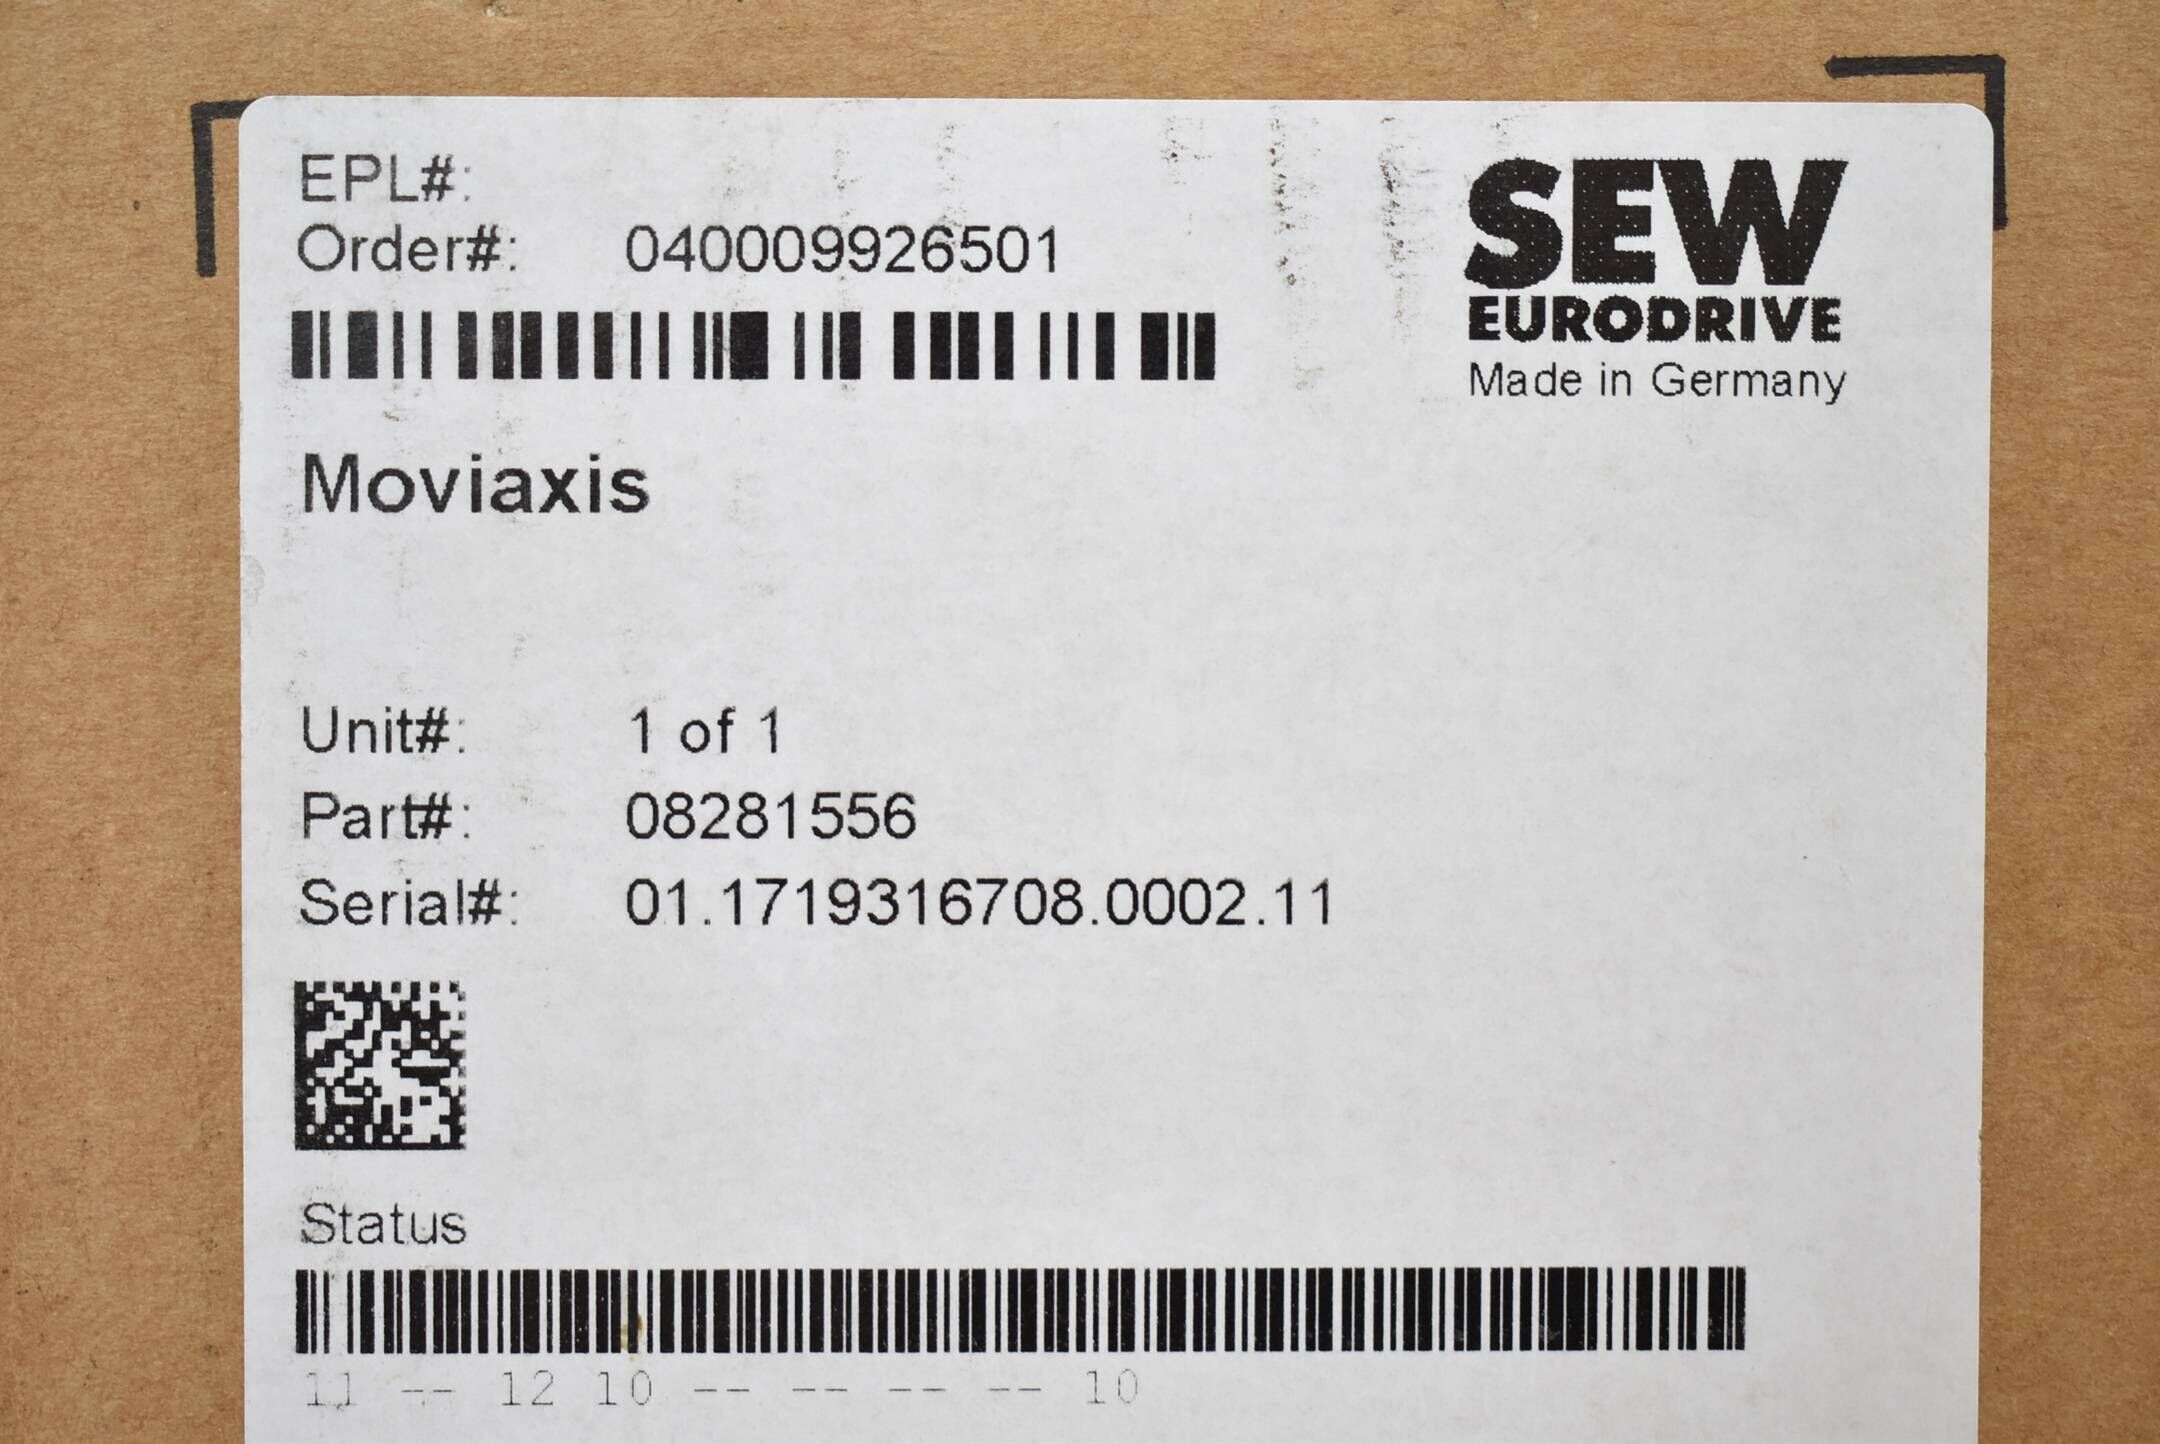 EPL#:
Order#: 040009926501
SEW
EURODRIVE
Made in Germany
Moviaxis
Unit#: 1 of 1
Part#: 08281556
Serial#: 01.1719316708.0002.11
Status
11 -- 12 10 -- -- -- -- 10